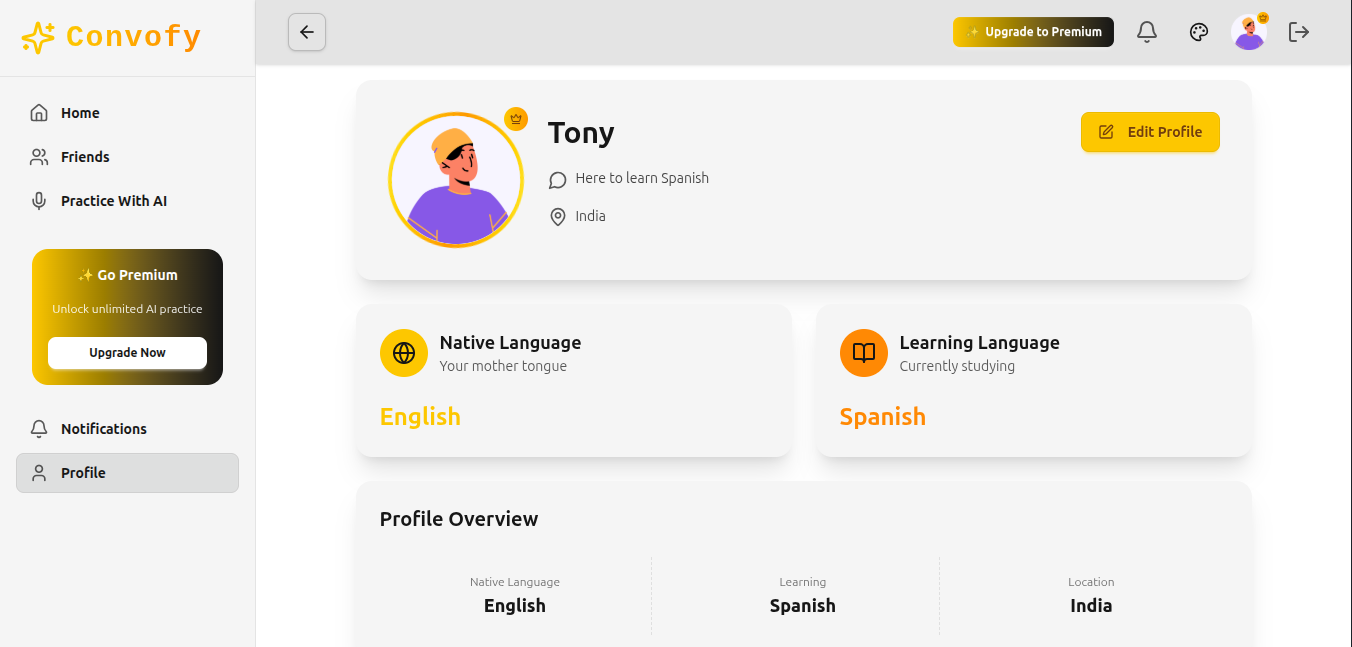 Convofy
Home
Friends
Practice With AI
✨ Go Premium
Unlock unlimited AI practice
Upgrade Now
Notifications
Profile
✨ Upgrade to Premium
Tony
Here to learn Spanish
India
Edit Profile
Native Language
Your mother tongue
English
Learning Language
Currently studying
Spanish
Profile Overview
Native Language
English
Learning
Spanish
Location
India